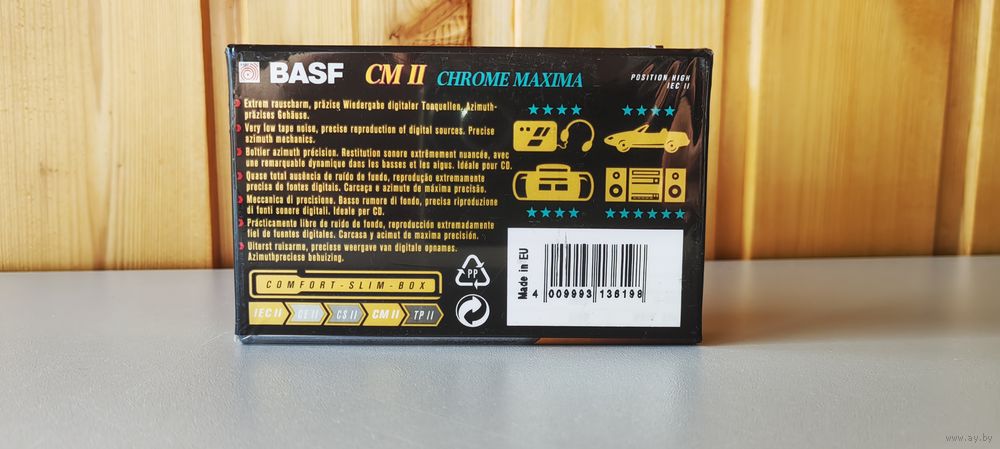 BASF CM II CHROME MAXIMA
POSITION HIGH
IEC II
Extrem rauscharm, präzise Wiedergabe digitaler Tonquellen, Azimuth-
präzises Gehäuse.
Very low tape noise, precise reproduction of digital sources. Precise
azimuth mechanics.
Boîtier azimuth précision. Restitution sonore extrêmement nuancée, avec
une remarquable dynamique dans les basses et les aigus. Idéale pour CD.
Quase total ausência de ruído de fundo, reprodução extremamente
precisa de fontes digitais. Carcaça e azimute de máxima precisão.
Meccanica di precisione. Basso rumore di fondo, precisa riproduzione
di fonti sonore digitali. Ideale per CD.
Prácticamente libre de ruido de fondo, reproducción extremadamente
fiel de fuentes digitales. Carcasa y acimut de maxima precisión.
Uiterst ruisarme, preciese weergave van digitale opnames.
Azimuthpreciese behuizing.
COMFORT-SLIM-BOX
IEC II CE II CS II CM II TP II
PP
Made in EU
4 009993 136198
www.ay.by